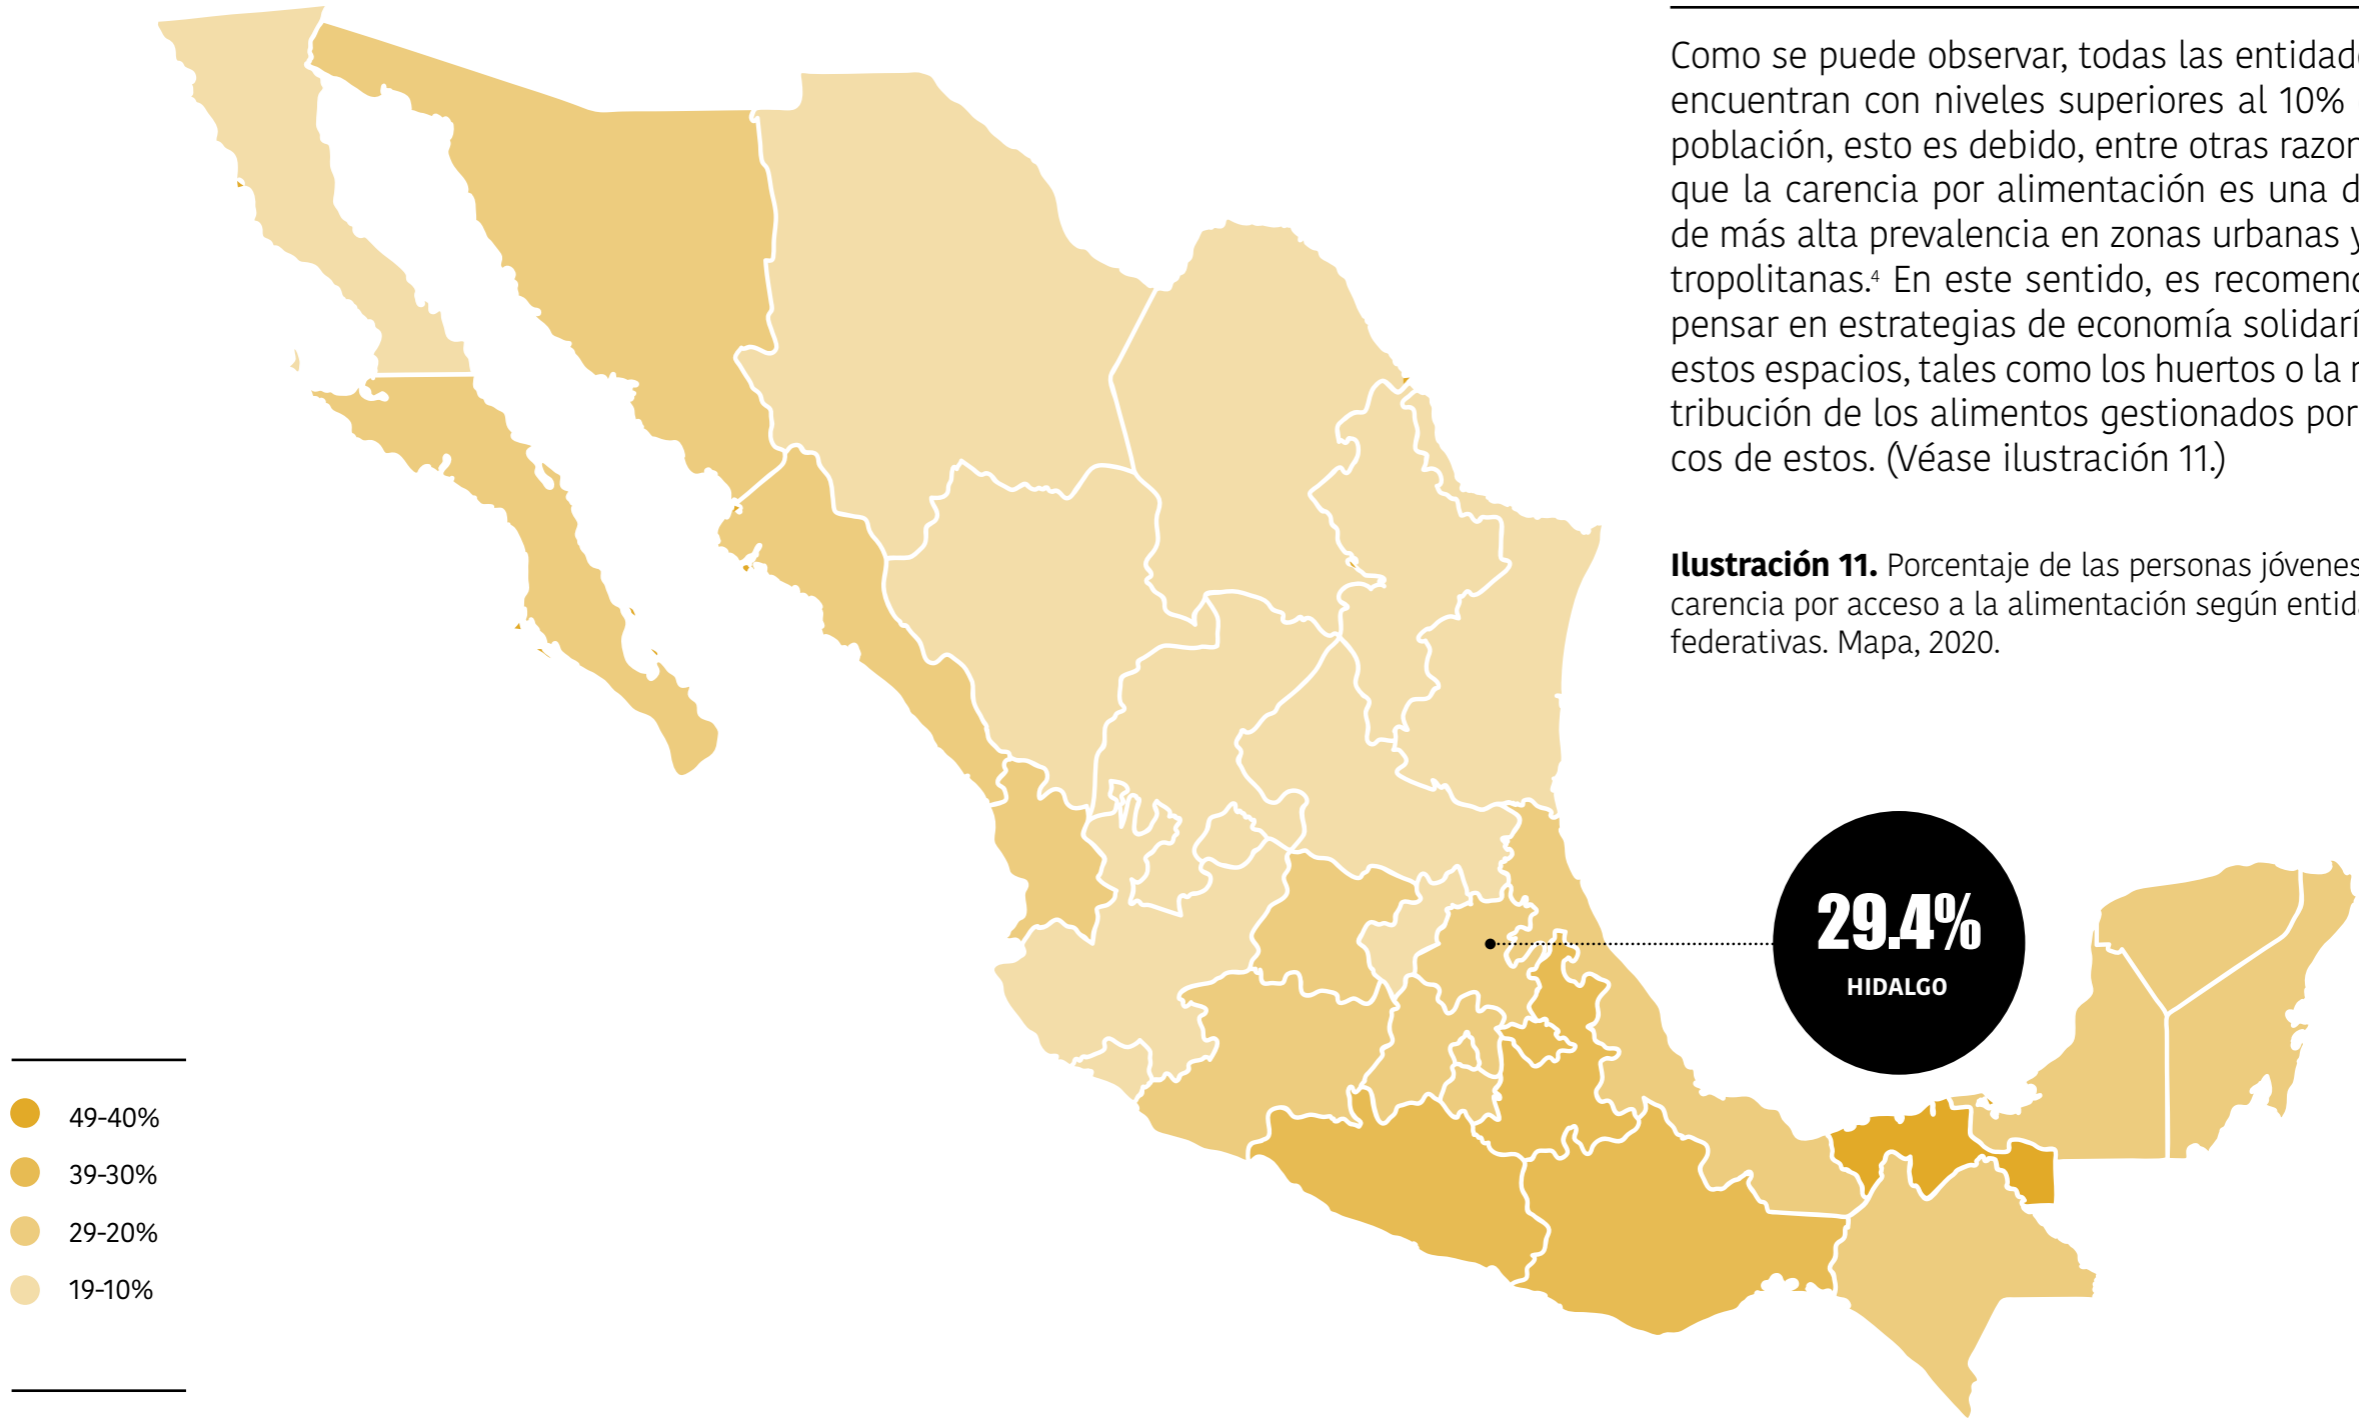 Como se puede observar, todas las entidade
encuentran con niveles superiores al 10%
población, esto es debido, entre otras razon
que la carencia por alimentación es una d
de más alta prevalencia en zonas urbanas y
tropolitanas.⁴ En este sentido, es recomend
pensar en estrategias de economía solidarí
estos espacios, tales como los huertos o la
tribución de los alimentos gestionados por
cos de estos. (Véase ilustración 11.)
Ilustración 11. Porcentaje de las personas jóvenes
carencia por acceso a la alimentación según entid
federativas. Mapa, 2020.
29.4%
HIDALGO
49-40%
39-30%
29-20%
19-10%